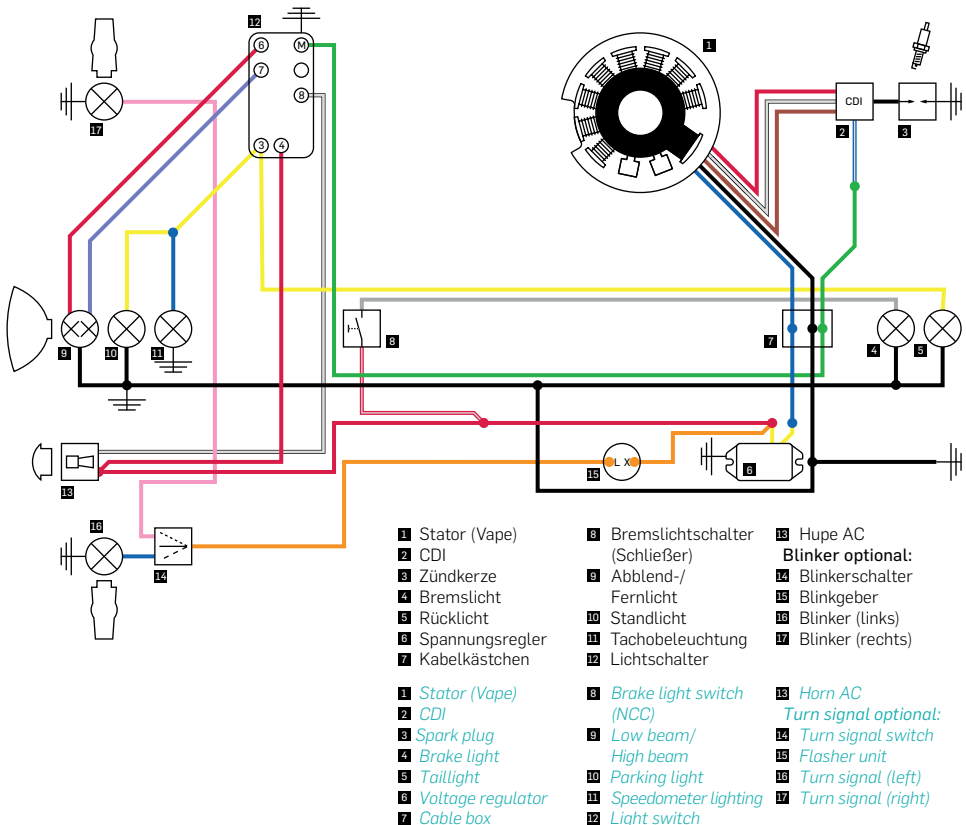 12
1
6
M
7
8
3
4
CDI
2
3
17
9
10
11
8
7
4
5
13
15
L X
6
16
14
1 Stator (Vape)
2 CDI
3 Zündkerze
4 Bremslicht
5 Rücklicht
6 Spannungsregler
7 Kabelkästchen
8 Bremslichtschalter
(Schließer)
9 Abblend-/
Fernlicht
10 Standlicht
11 Tachobeleuchtung
12 Lichtschalter
13 Hupe AC
Blinker optional:
14 Blinkerschalter
15 Blinkgeber
16 Blinker (links)
17 Blinker (rechts)
1 Stator (Vape)
2 CDI
3 Spark plug
4 Brake light
5 Taillight
6 Voltage regulator
7 Cable box
8 Brake light switch
(NCC)
9 Low beam/
High beam
10 Parking light
11 Speedometer lighting
12 Light switch
13 Horn AC
Turn signal optional:
14 Turn signal switch
15 Flasher unit
16 Turn signal (left)
17 Turn signal (right)